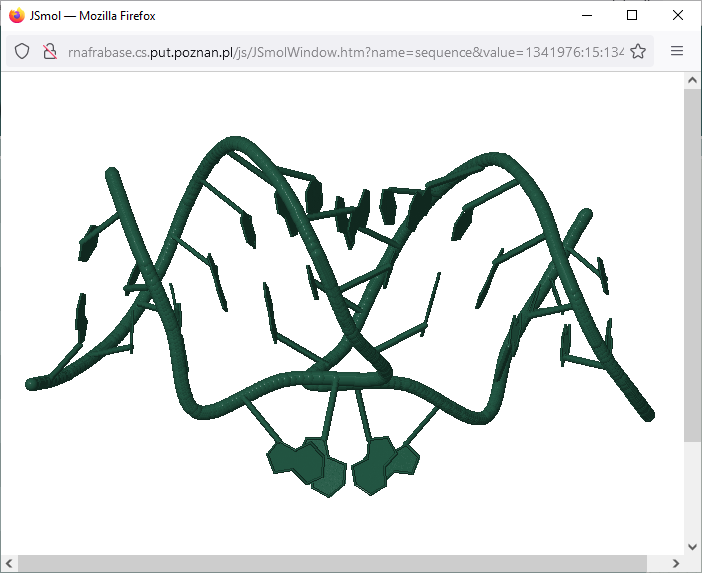 JSmol — Mozilla Firefox
rnafrabase.cs.put.poznan.pl/js/JSmolWindow.htm?name=sequence&value=1341976:15:134